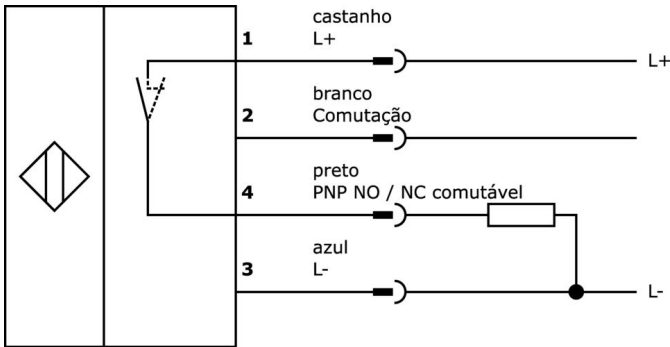 castanho
1 L+ L+
branco
2 Comutação
preto
4 PNP NO / NC comutável
azul
3 L- L-